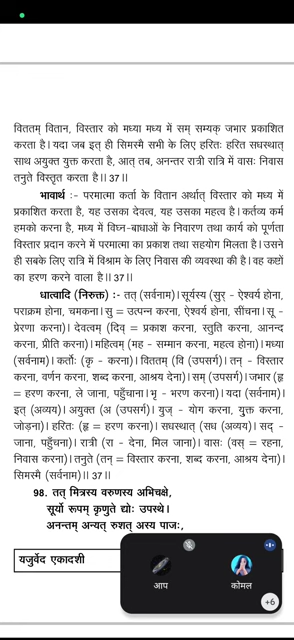 विततम् वितान, विस्तार को मध्या मध्य में सम् सम्यक् जभार प्रकाशित
करता है। यदा जब इत् ही सिमस्मै सभी के लिए हरितः हरित सधस्थात्
साथ अयुक्त युक्त करता है, आत् तब, अनन्तर रात्री रात्रि में वासः निवास
तनुते विस्तृत करता है।। 37।।
भावार्थ :- परमात्मा कर्ता के वितान अर्थात् विस्तार को मध्य में
प्रकाशित करता है, यह उसका देवत्व, यह उसका महत्व है। कर्तव्य कर्म
हमको करना है, मध्य में विघ्न-बाधाओं के निवारण तथा कार्य को पूर्णता
विस्तार प्रदान करने में परमात्मा का प्रकाश तथा सहयोग मिलता है। उसने
ही सबके लिए रात्रि में विश्राम के लिए निवास की व्यवस्था की है। वह कष्टों
का हरण करने वाला है।। 37।।
धात्वादि (निरुक्त) :- तत् (सर्वनाम)। सूर्यस्य (सुर् - ऐश्वर्य होना,
पराक्रम होना, चमकना। सु = उत्पन्न करना, ऐश्वर्य होना, सींचना। सू -
प्रेरणा करना)। देवत्वम् (दिव् = प्रकाश करना, स्तुति करना, आनन्द
करना, प्रीति करना)। महित्वम् (मह - सम्मान करना, महत्व होना)। मध्या
(सर्वनाम)। कर्तोः (कृ - करना)। विततम् (वि (उपसर्ग)। तन् - विस्तार
करना, वर्णन करना, शब्द करना, आश्रय देना)। सम् (उपसर्ग)। जभार (हृ
= हरण करना, ले जाना, पहुँचाना। भृ - भरण करना)। यदा (सर्वनाम)।
इत् (अव्यय)। अयुक्त (अ (उपसर्ग)। युज् - योग करना, युक्त करना,
जोड़ना)। हरितः (हृ = हरण करना)। सधस्थात् (सध (अव्यय)। सद् -
जाना, पहुँचना)। रात्री (रा - देना, मिल जाना)। वासः (वस् = रहना,
निवास करना)। तनुते (तन् = विस्तार करना, शब्द करना, आश्रय देना)।
सिमस्मै (सर्वनाम)।। 37।।
98. तत् मित्रस्य वरुणस्य अभिचक्षे,
सूर्यो रूपम् कृणुते द्योः उपस्थे।
अनन्तम् अन्यत् रुशत् अस्य पाजः,
यजुर्वेद एकादशी
आप
कोमल
+6